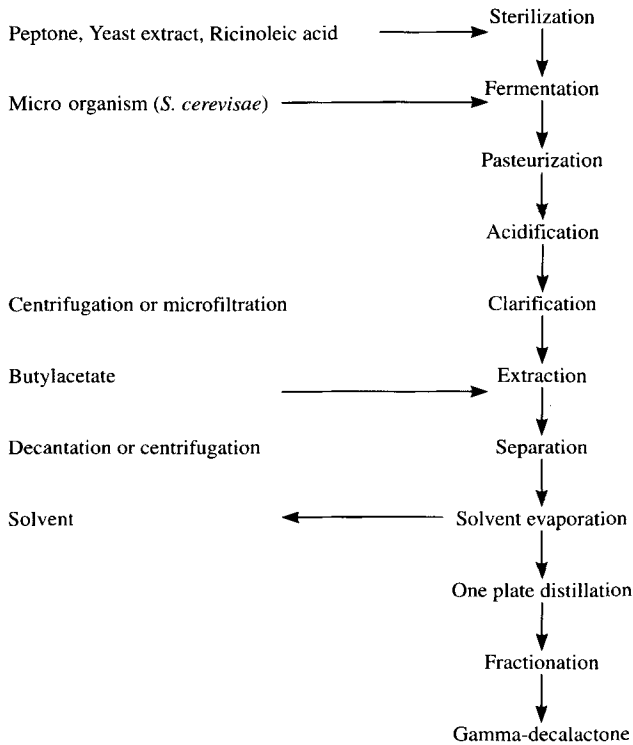 Sterilization
Peptone, Yeast extract, Ricinoleic acid
Fermentation
Micro organism (S. cerevisae)
Pasteurization
Acidification
Centrifugation or microfiltration Clarification
Butylacetate Extraction
Decantation or centrifugation Separation
Solvent Solvent evaporation
One plate distillation
Fractionation
Gamma-decalactone